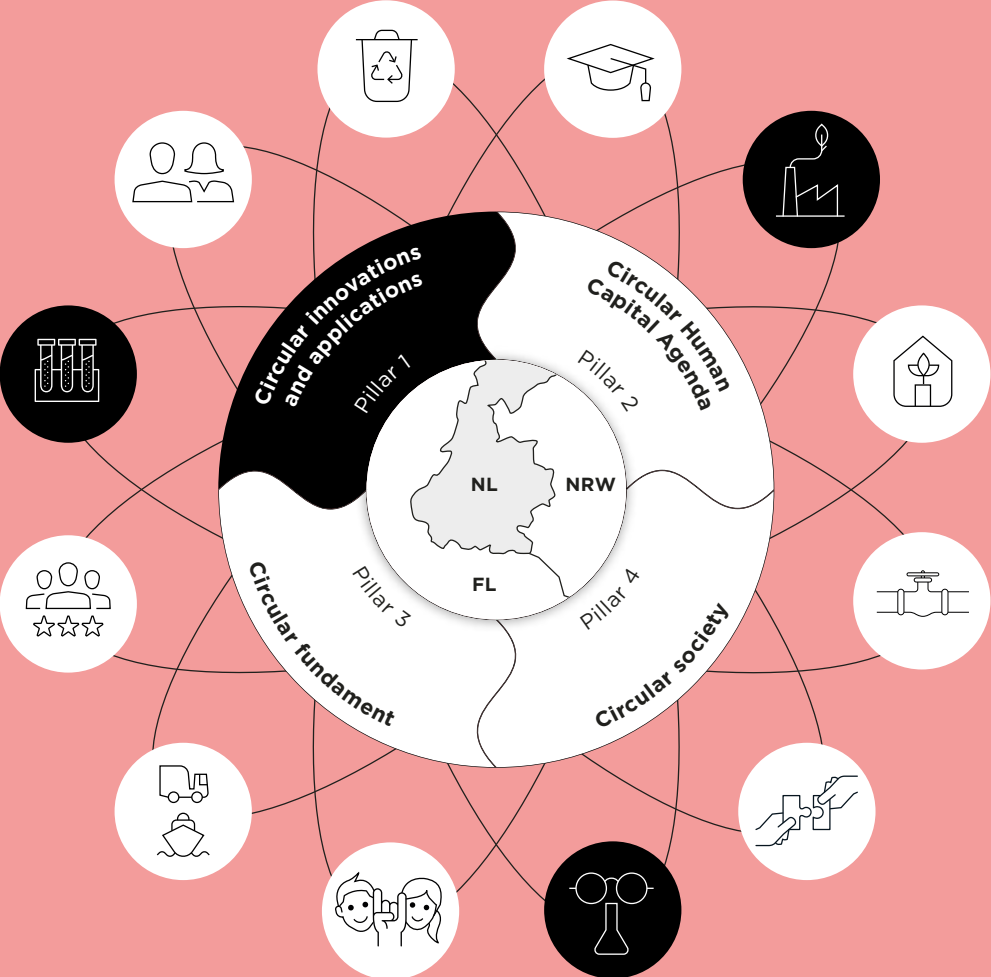 Circular innovations
and applications
Pillar 1
Circular Human
Capital Agenda
Pillar 2
NL
NRW
FL
Pillar 3
Circular fundament
Pillar 4
Circular society